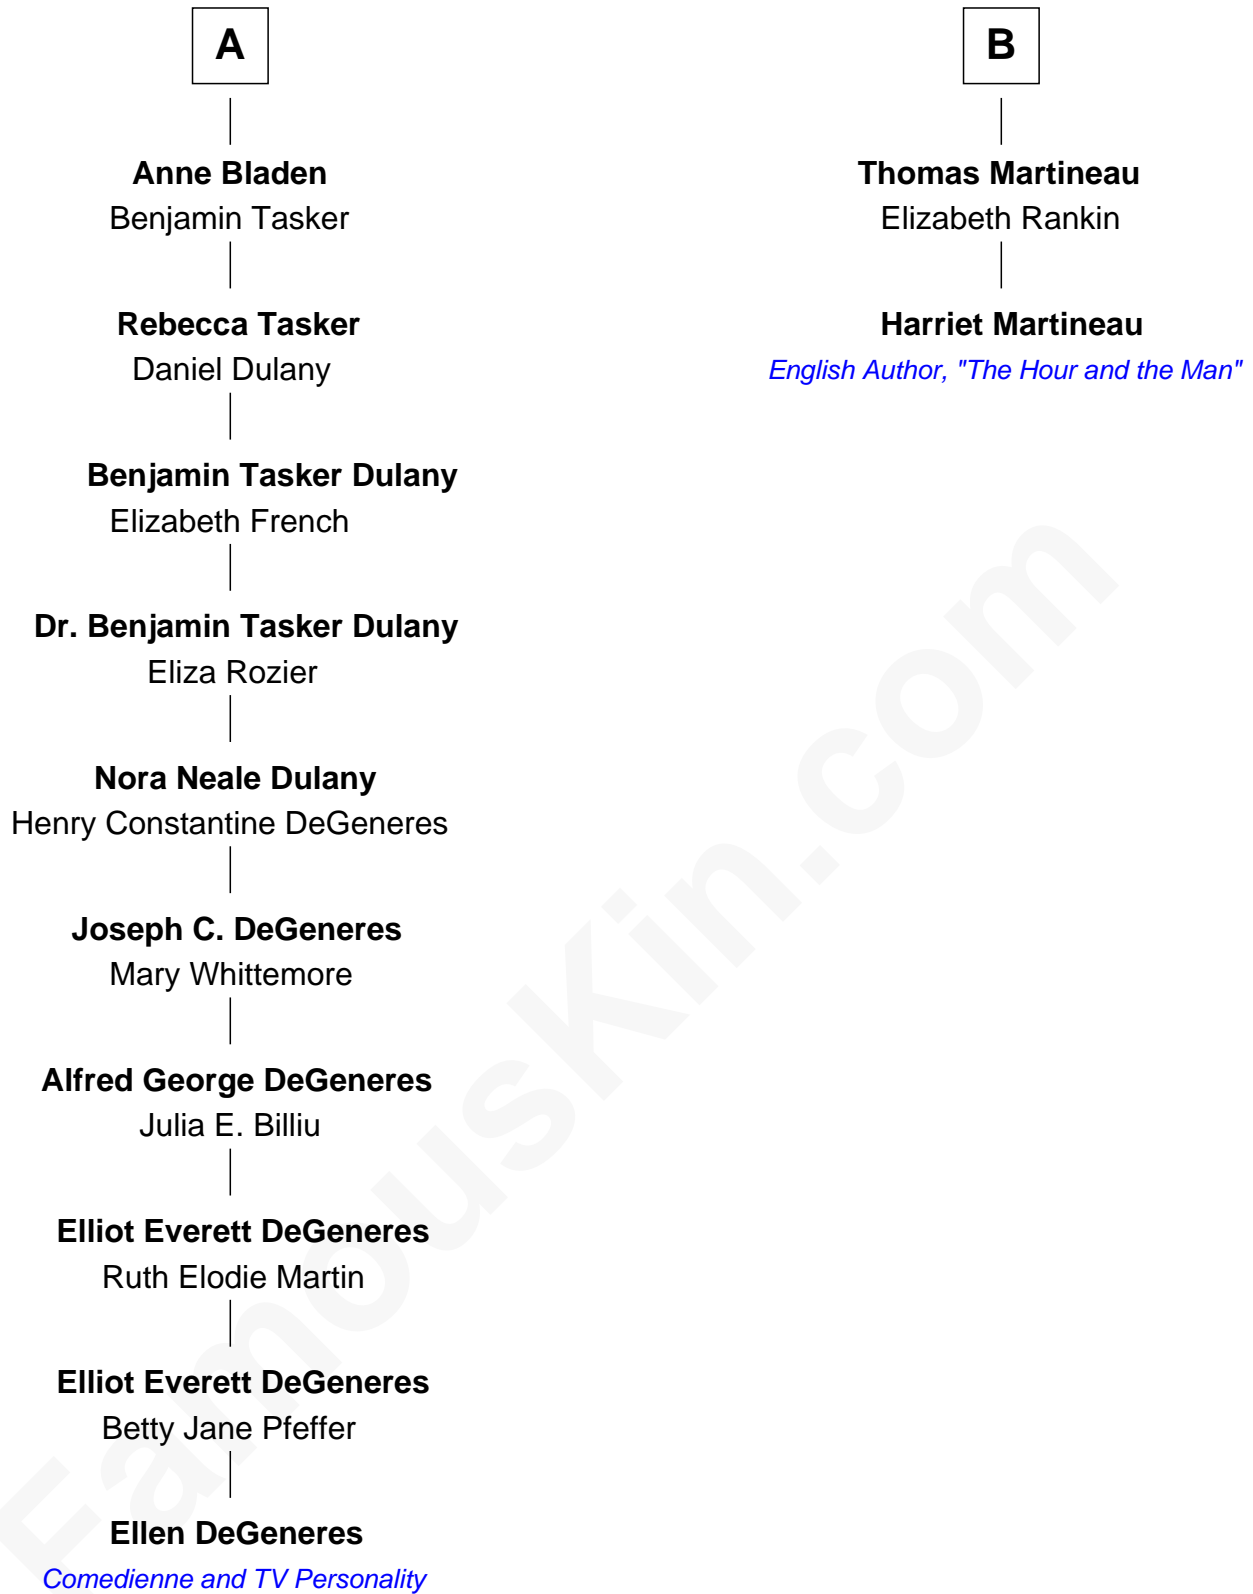 A
Anne Bladen
Benjamin Tasker
Rebecca Tasker
Daniel Dulany
Benjamin Tasker Dulany
Elizabeth French
Dr. Benjamin Tasker Dulany
Eliza Rozier
Nora Neale Dulany
Henry Constantine DeGeneres
Joseph C. DeGeneres
Mary Whittemore
Alfred George DeGeneres
Julia E. Billiu
Elliot Everett DeGeneres
Ruth Elodie Martin
Elliot Everett DeGeneres
Betty Jane Pfeffer
Ellen DeGeneres
Comedienne and TV Personality
B
Thomas Martineau
Elizabeth Rankin
Harriet Martineau
English Author, "The Hour and the Man"
FamousKin.com